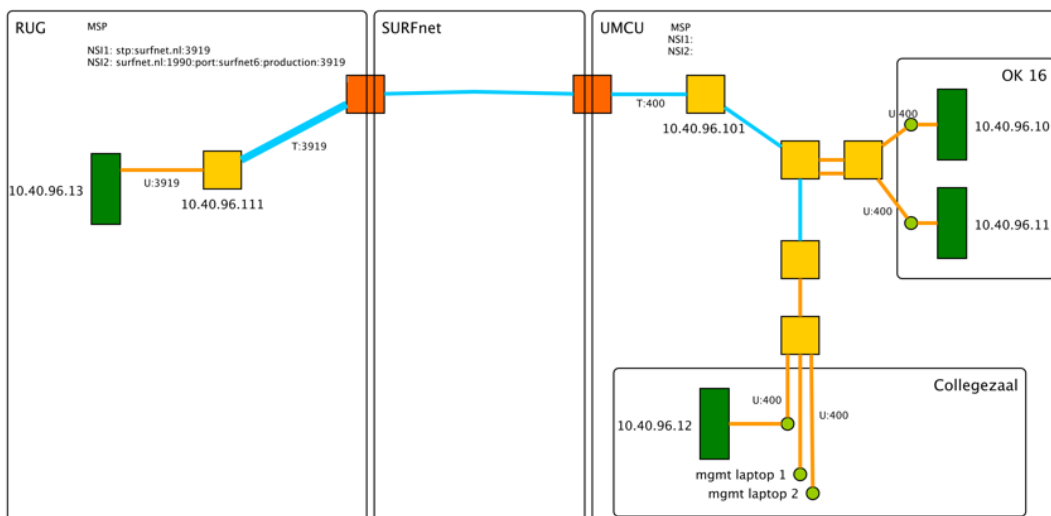 RUG
MSP
NSI1: stp:surfnet.nl:3919
NSI2: surfnet.nl:1990:port:surfnet6:production:3919
T:3919
U:3919
10.40.96.13
10.40.96.111
SURFnet
UMCU
MSP
NSI1:
NSI2:
T:400
10.40.96.101
OK 16
U:400
10.40.96.10
U:400
10.40.96.11
Collegezaal
U:400
U:400
10.40.96.12
mgmt laptop 1
mgmt laptop 2